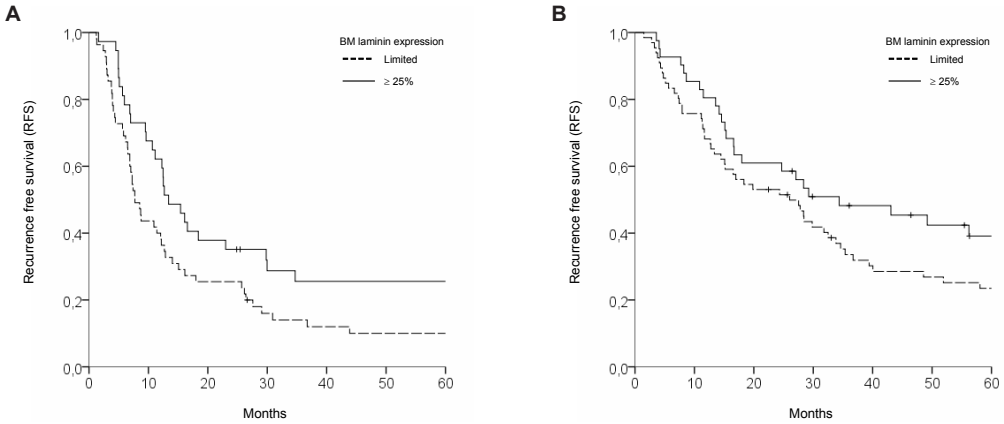 A
BM laminin expression
Limited
≥ 25%
Recurrence free survival (RFS)
1,0
0,8
0,6
0,4
0,2
0,0
0 10 20 30 40 50 60
Months
B
BM laminin expression
Limited
≥ 25%
Recurrence free survival (RFS)
1,0
0,8
0,6
0,4
0,2
0,0
0 10 20 30 40 50 60
Months